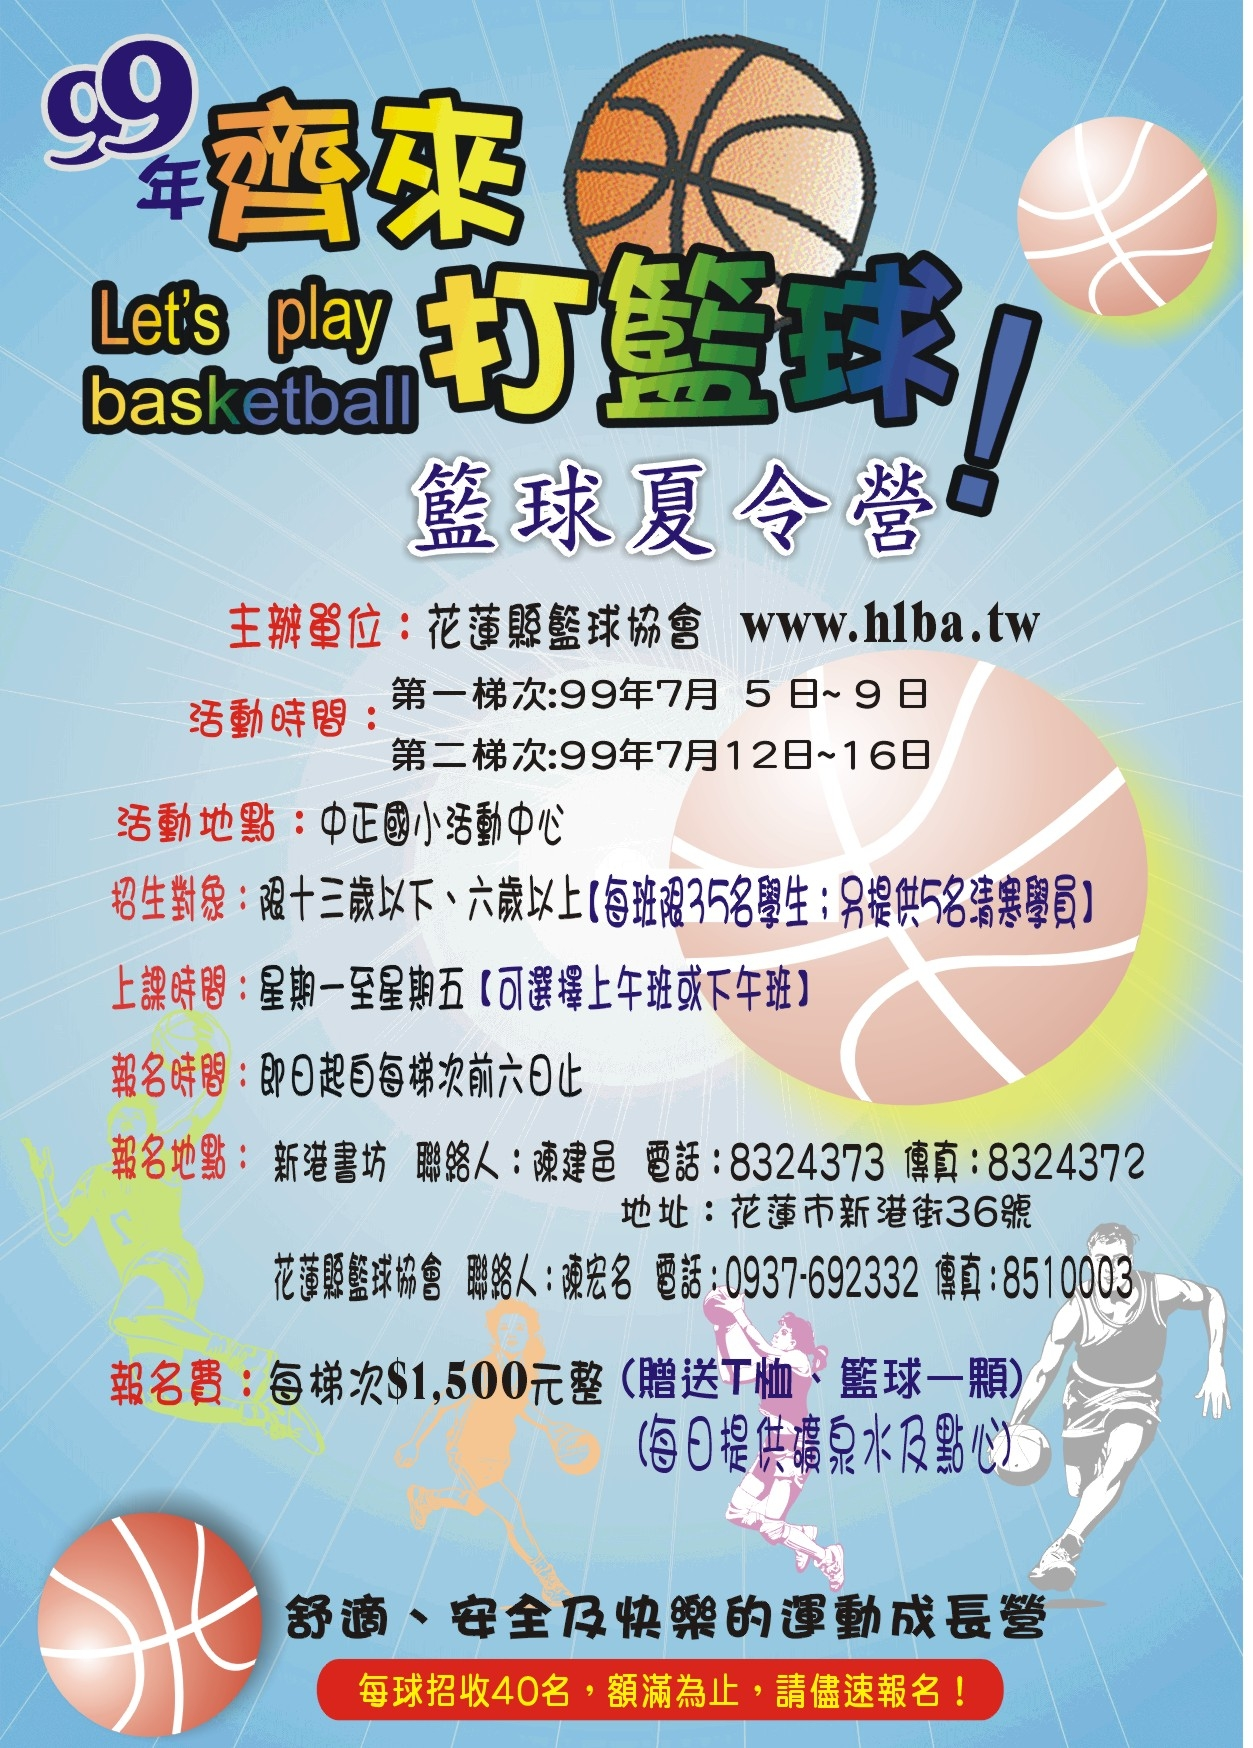 99年 齊來
Let's play
basketball
打籃球!
籃球夏令營
主辦單位：花蓮縣籃球協會 www.hlba.tw
活動時間：
第一梯次:99年7月 5 日~ 9 日
第二梯次:99年7月12日~16日
活動地點：中正國小活動中心
招生對象：限十三歲以下、六歲以上【每班限35名學生；另提供5名清寒學員】
上課時間：星期一至星期五【可選擇上午班或下午班】
報名時間：即日起自每梯次前六日止
報名地點： 新港書坊 聯絡人：陳建邑 電話：8324373 傳真：8324372
地址：花蓮市新港街36號
花蓮縣籃球協會 聯絡人：陳宏名 電話：0937-692332 傳真：8510003
報名費：每梯次$1,500元整 (贈送T恤、籃球一顆)
(每日提供礦泉水及點心)
舒適、安全及快樂的運動成長營
每球招收40名，額滿為止，請儘速報名！